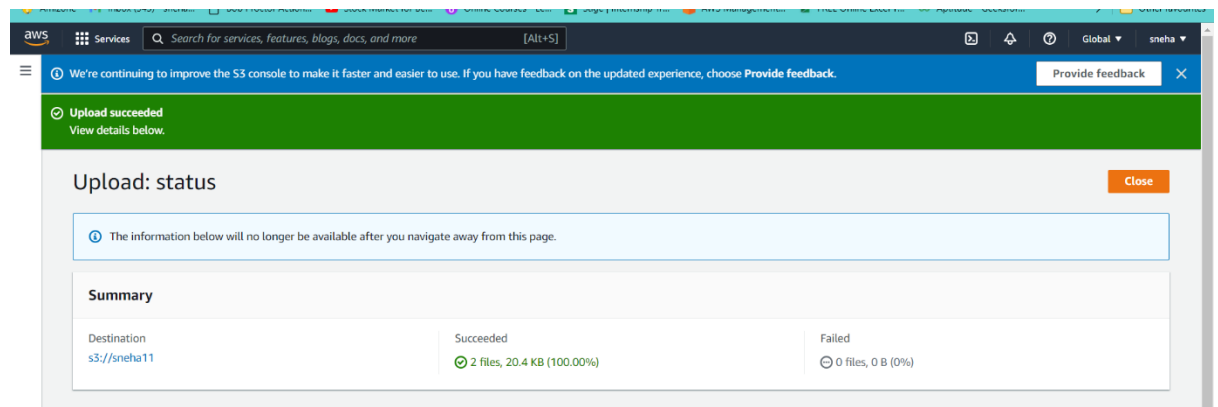 aws Services Search for services, features, blogs, docs, and more [Alt+S] Global ▼ sneha ▼
We're continuing to improve the S3 console to make it faster and easier to use. If you have feedback on the updated experience, choose Provide feedback. Provide feedback
Upload succeeded
View details below.
Upload: status Close
The information below will no longer be available after you navigate away from this page.
Summary
Destination Succeeded Failed
s3://sneha11 2 files, 20.4 KB (100.00%) 0 files, 0 B (0%)